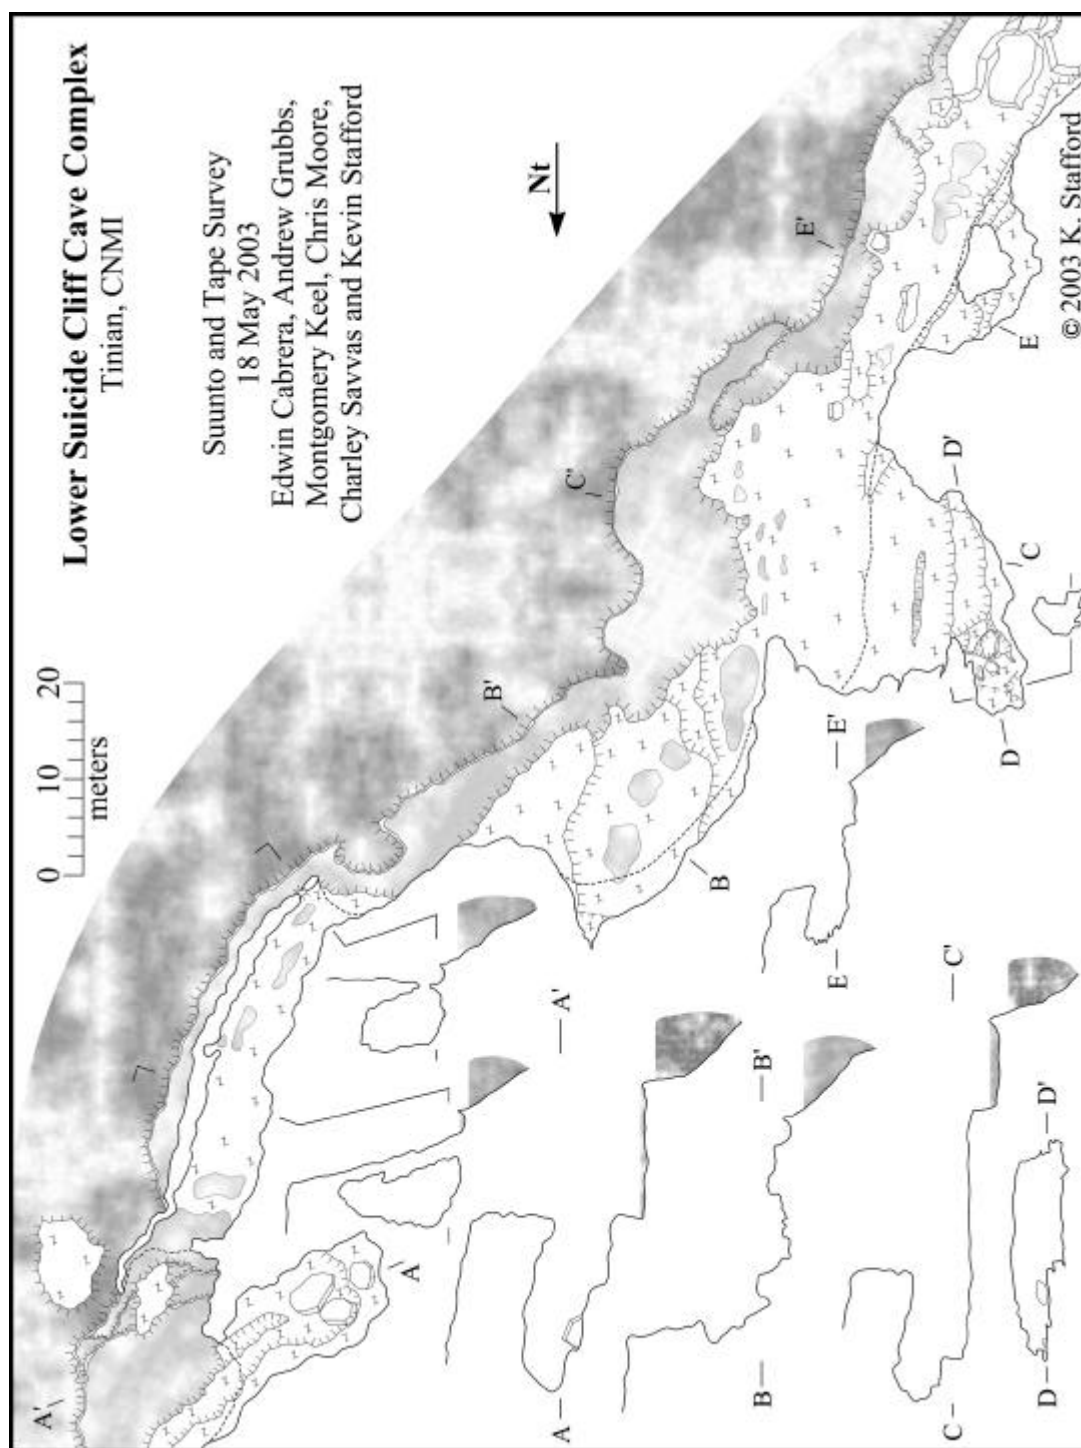 Lower Suicide Cliff Cave Complex
Tinian, CNMI
Suunto and Tape Survey
18 May 2003
Edwin Cabrera, Andrew Grubbs,
Montgomery Keel, Chris Moore,
Charley Savvas and Kevin Stafford
0 10 20
meters
Nt
A'
A
B'
B
C'
C
D'
D
E'
E
A
A'
B
B'
C
C'
D
D'
E
E'
© 2003 K. Stafford